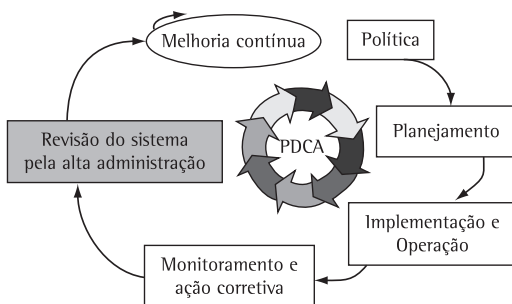 Melhoria contínua
Política
Planejamento
PDCA
Revisão do sistema
pela alta administração
Implementação e
Operação
Monitoramento e
ação corretiva